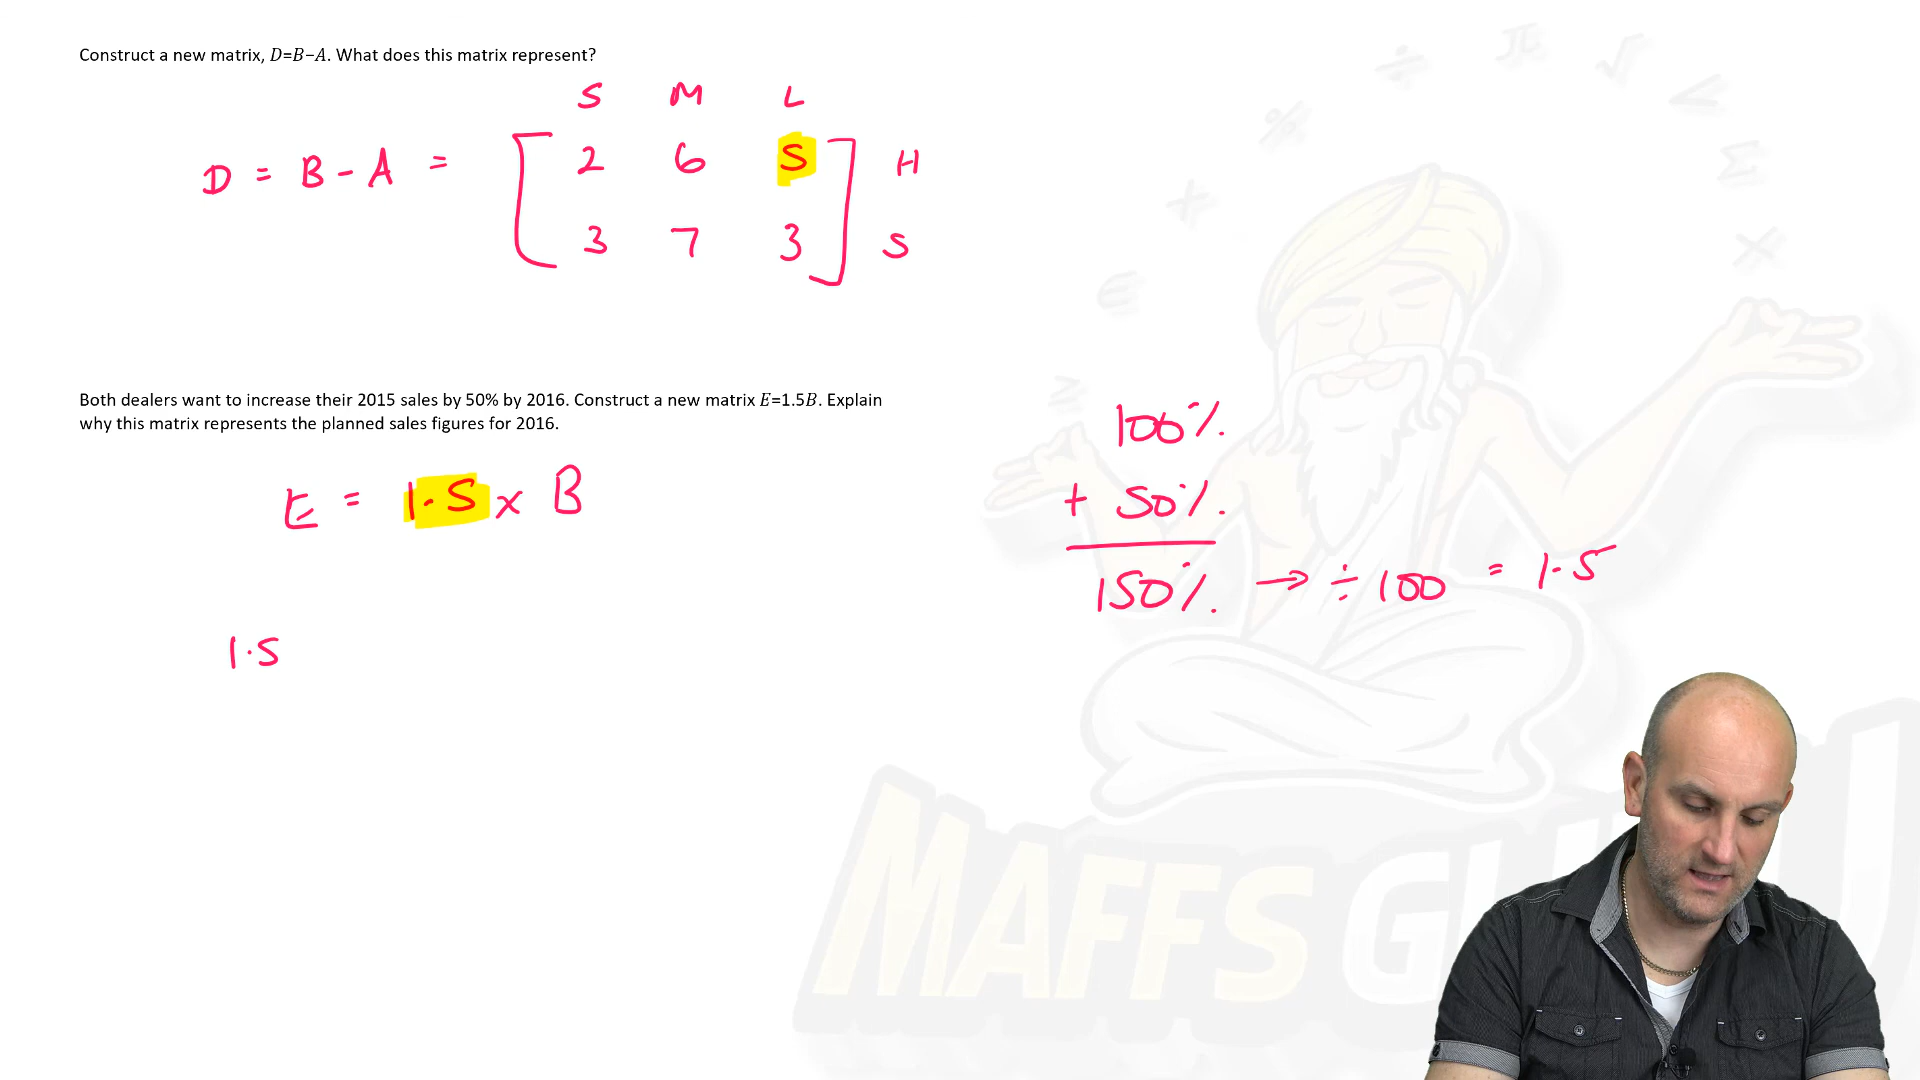 Construct a new matrix, D=B−A. What does this matrix represent?
S M L
D = B - A = [ 2 6 5 ] H
3 7 3 S
Both dealers want to increase their 2015 sales by 50% by 2016. Construct a new matrix E=1.5B. Explain
why this matrix represents the planned sales figures for 2016.
E = 1.5 x B
100%
+ 50%
150% → ÷ 100 = 1.5
1.5
MAFFS GURU